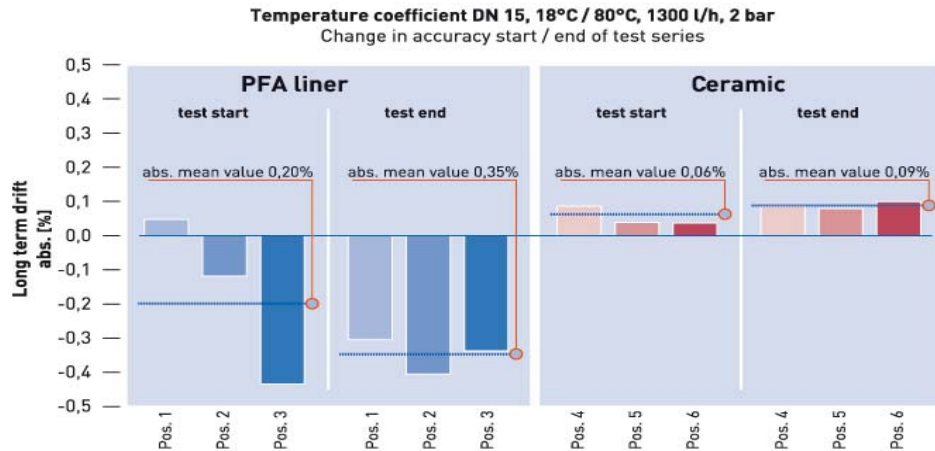 Temperature coefficient DN 15, 18°C / 80°C, 1300 l/h, 2 bar
Change in accuracy start / end of test series
Long term drift
abs. [%]
0,5
0,4
0,3
0,2
0,1
0,0
-0,1
-0,2
-0,3
-0,4
-0,5
PFA liner
test start
test end
abs. mean value 0,20%
abs. mean value 0,35%
Ceramic
test start
test end
abs. mean value 0,06%
abs. mean value 0,09%
Pos. 1
Pos. 2
Pos. 3
Pos. 1
Pos. 2
Pos. 3
Pos. 4
Pos. 5
Pos. 6
Pos. 4
Pos. 5
Pos. 6